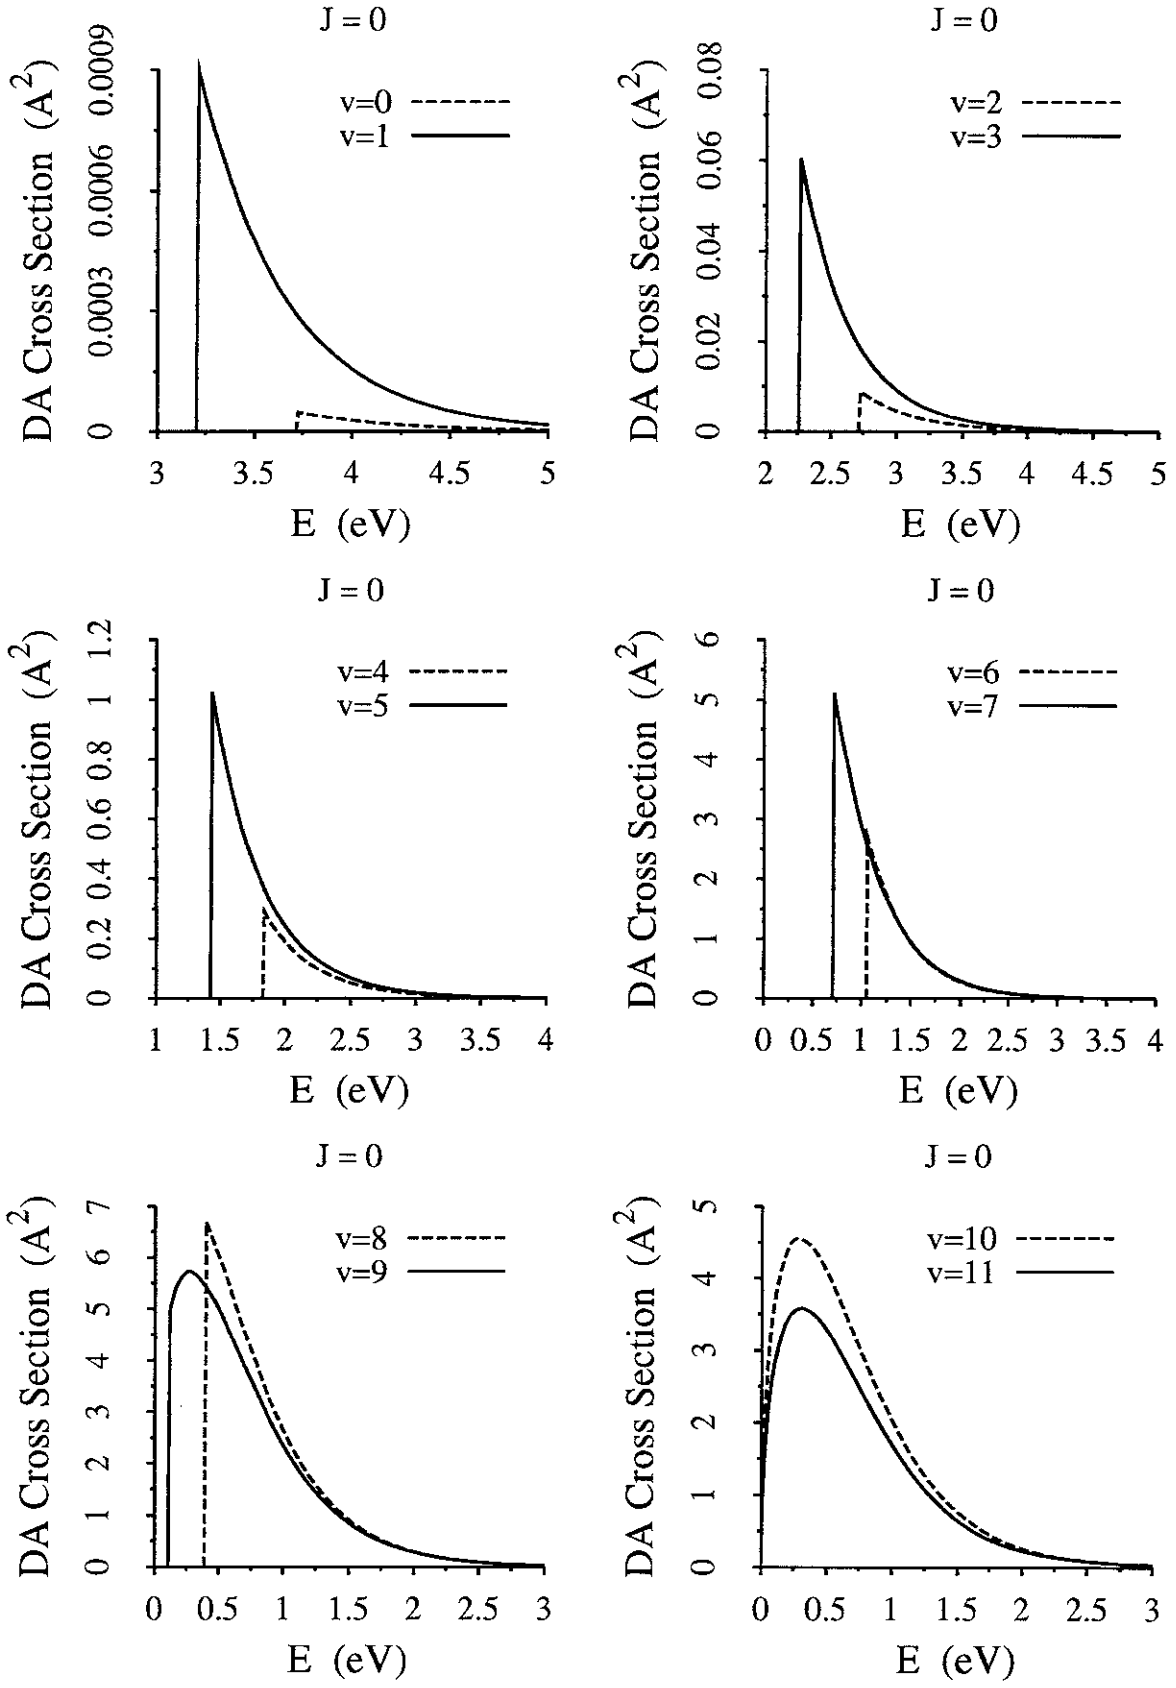 J = 0
DA Cross Section (A²)
0.0009
0.0006
0.0003
0
v=0
v=1
3 3.5 4 4.5 5
E (eV)
J = 0
DA Cross Section (A²)
0.08
0.06
0.04
0.02
0
v=2
v=3
2 2.5 3 3.5 4 4.5 5
E (eV)
J = 0
DA Cross Section (A²)
1.2
1
0.8
0.6
0.4
0.2
0
v=4
v=5
1 1.5 2 2.5 3 3.5 4
E (eV)
J = 0
DA Cross Section (A²)
6
5
4
3
2
1
0
v=6
v=7
0 0.5 1 1.5 2 2.5 3 3.5 4
E (eV)
J = 0
DA Cross Section (A²)
7
6
5
4
3
2
1
0
v=8
v=9
0 0.5 1 1.5 2 2.5 3
E (eV)
J = 0
DA Cross Section (A²)
5
4
3
2
1
0
v=10
v=11
0 0.5 1 1.5 2 2.5 3
E (eV)